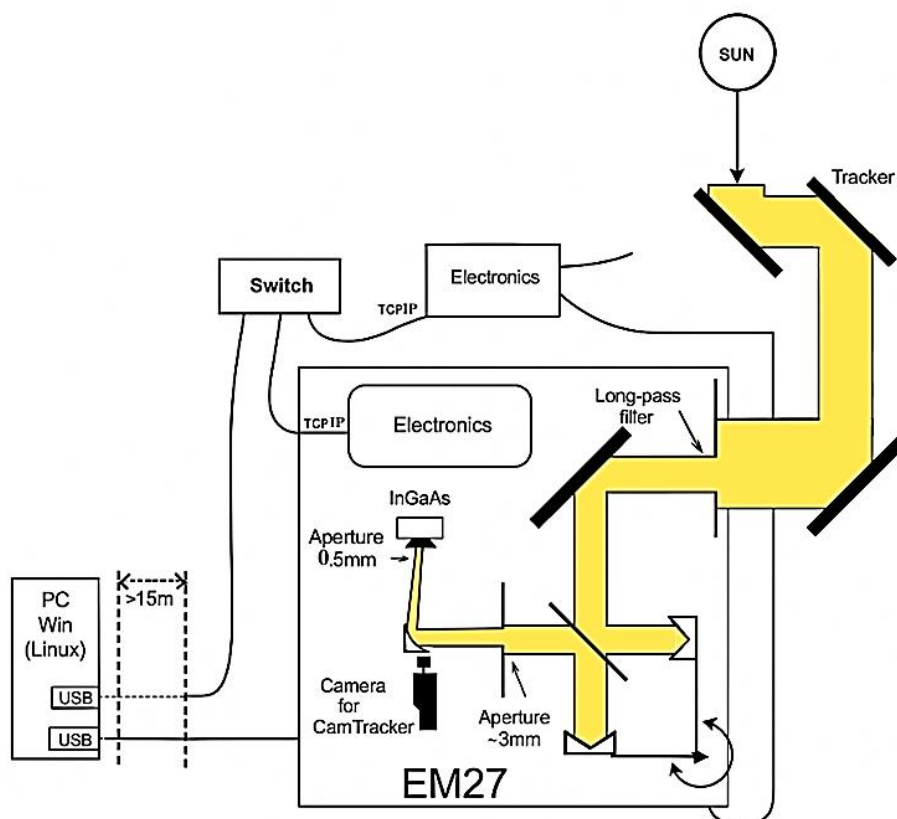 SUN
Tracker
Switch
Electronics
TCPIP
Long-pass
filter
TCPIP
Electronics
InGaAs
Aperture
0.5mm
>15m
PC
Win
(Linux)
USB
USB
Camera
for
CamTracker
Aperture
~3mm
EM27